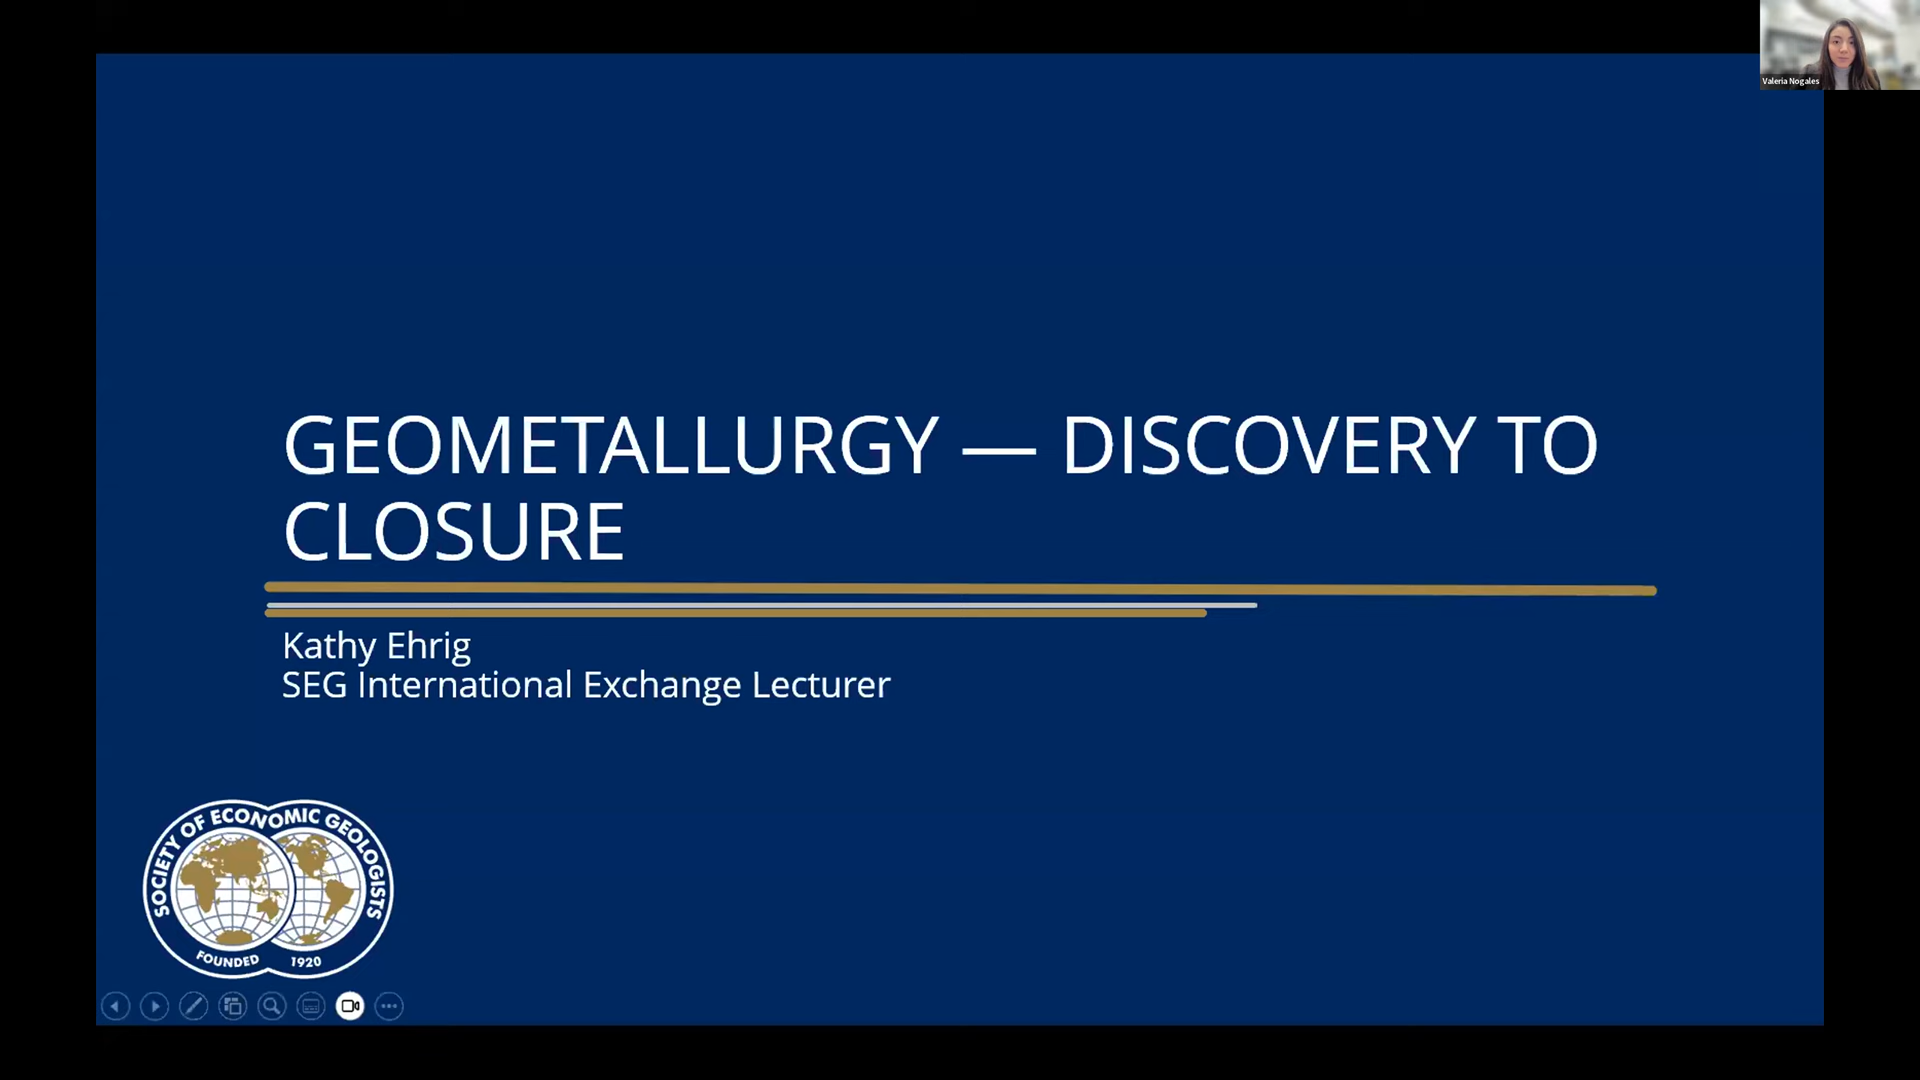 Valeria Nogales
GEOMETALLURGY — DISCOVERY TO
CLOSURE
Kathy Ehrig
SEG International Exchange Lecturer
SOCIETY OF ECONOMIC GEOLOGISTS
FOUNDED 1920